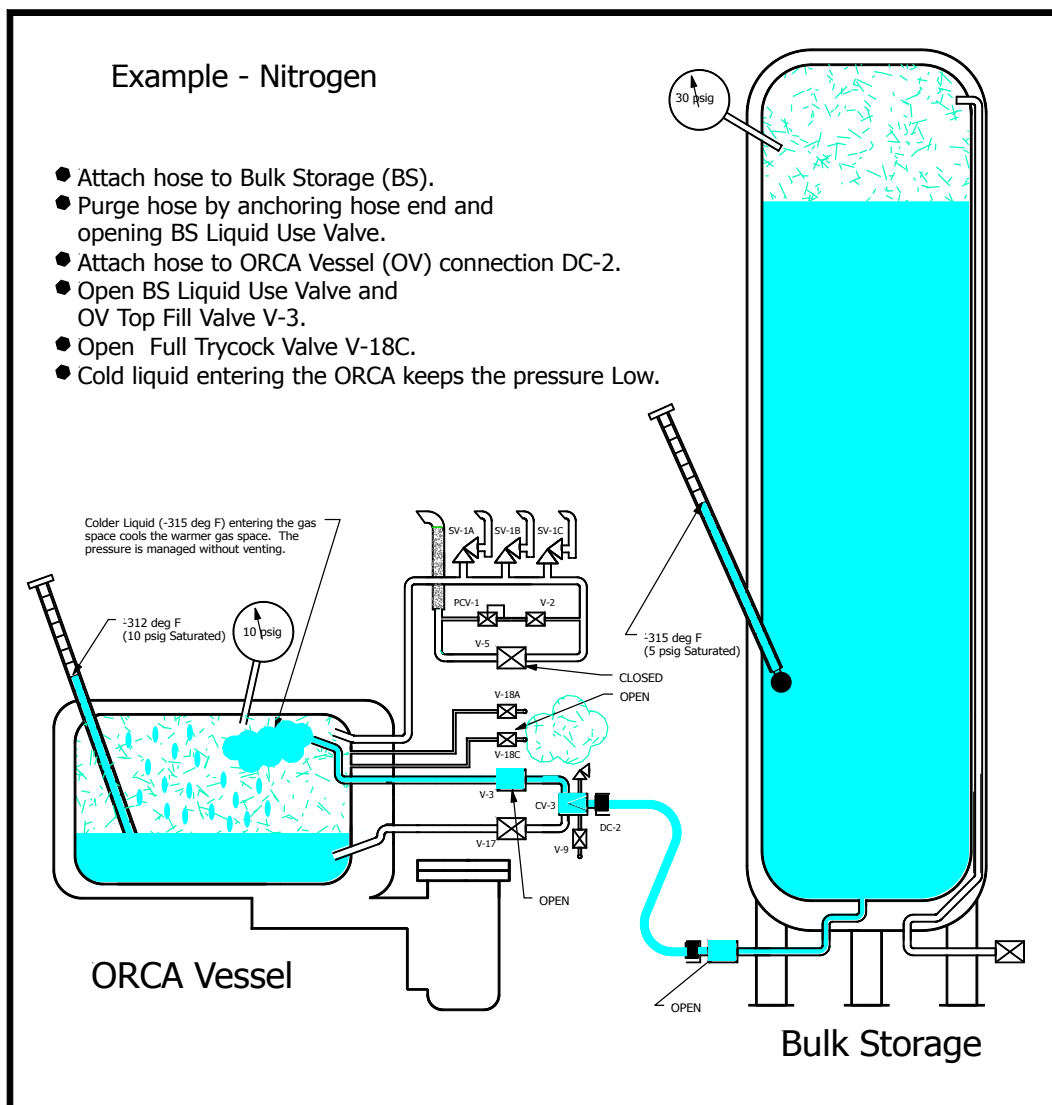 Example - Nitrogen
30 psig
Attach hose to Bulk Storage (BS).
Purge hose by anchoring hose end and
opening BS Liquid Use Valve.
Attach hose to ORCA Vessel (OV) connection DC-2.
Open BS Liquid Use Valve and
OV Top Fill Valve V-3.
Open Full Trycock Valve V-18C.
Cold liquid entering the ORCA keeps the pressure Low.
Colder Liquid (-315 deg F) entering the gas
space cools the warmer gas space. The
pressure is managed without venting.
SV-1A
SV-1B
SV-1C
PCV-1
V-2
-312 deg F
(10 psig Saturated)
10 psig
V-5
-315 deg F
(5 psig Saturated)
CLOSED
OPEN
V-18A
V-18C
V-3
CV-3
DC-2
V-17
V-9
OPEN
ORCA Vessel
OPEN
Bulk Storage